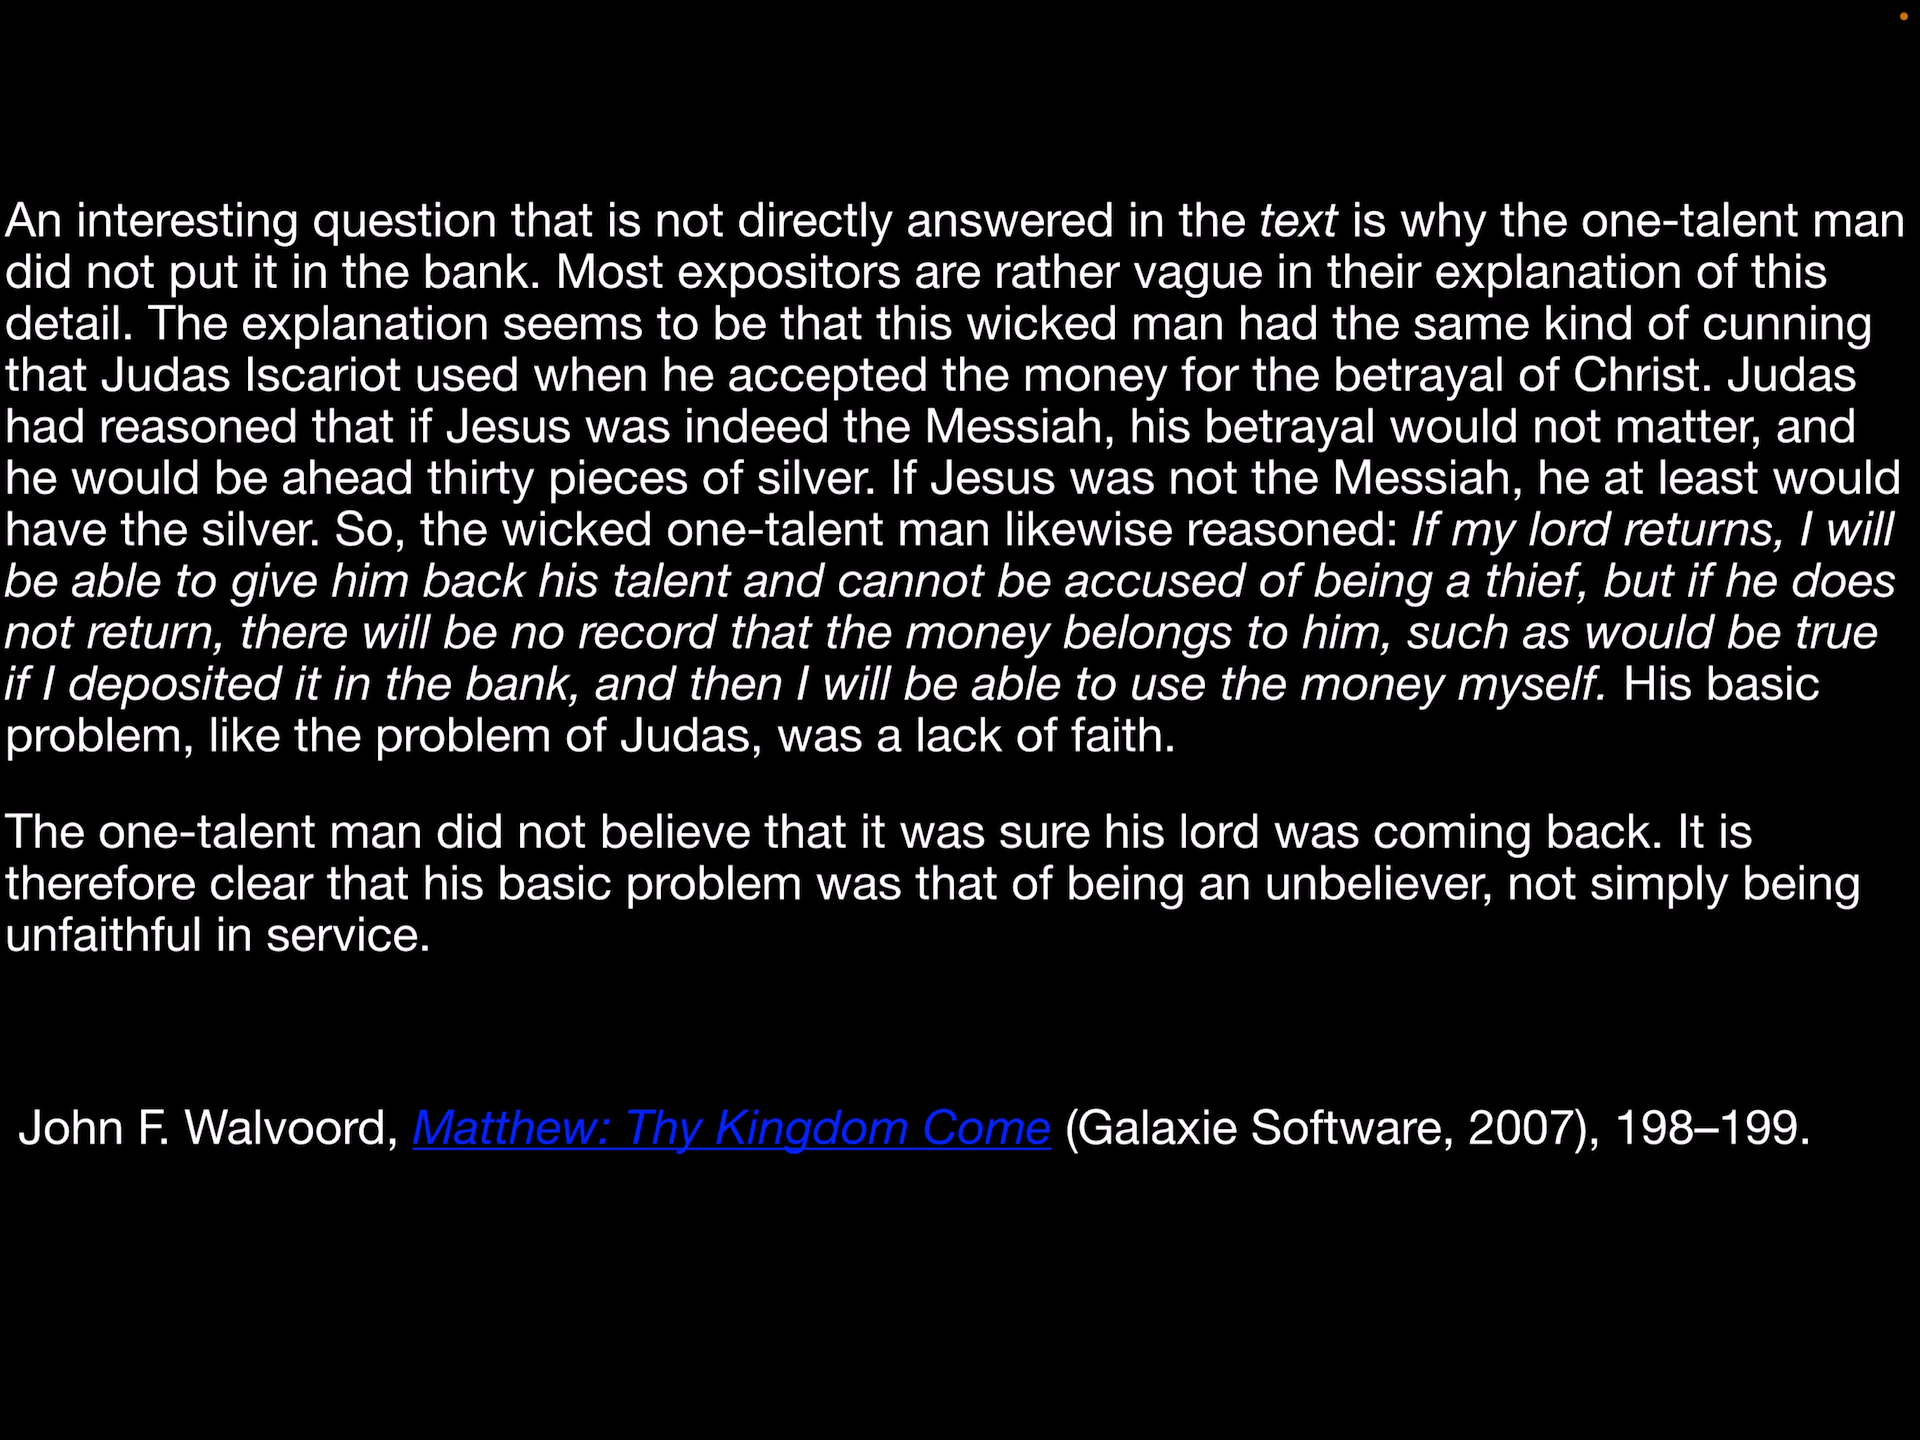 An interesting question that is not directly answered in the text is why the one-talent man
did not put it in the bank. Most expositors are rather vague in their explanation of this
detail. The explanation seems to be that this wicked man had the same kind of cunning
that Judas Iscariot used when he accepted the money for the betrayal of Christ. Judas
had reasoned that if Jesus was indeed the Messiah, his betrayal would not matter, and
he would be ahead thirty pieces of silver. If Jesus was not the Messiah, he at least would
have the silver. So, the wicked one-talent man likewise reasoned: If my lord returns, I will
be able to give him back his talent and cannot be accused of being a thief, but if he does
not return, there will be no record that the money belongs to him, such as would be true
if I deposited it in the bank, and then I will be able to use the money myself. His basic
problem, like the problem of Judas, was a lack of faith.
The one-talent man did not believe that it was sure his lord was coming back. It is
therefore clear that his basic problem was that of being an unbeliever, not simply being
unfaithful in service.
John F. Walvoord, Matthew: Thy Kingdom Come (Galaxie Software, 2007), 198–199.